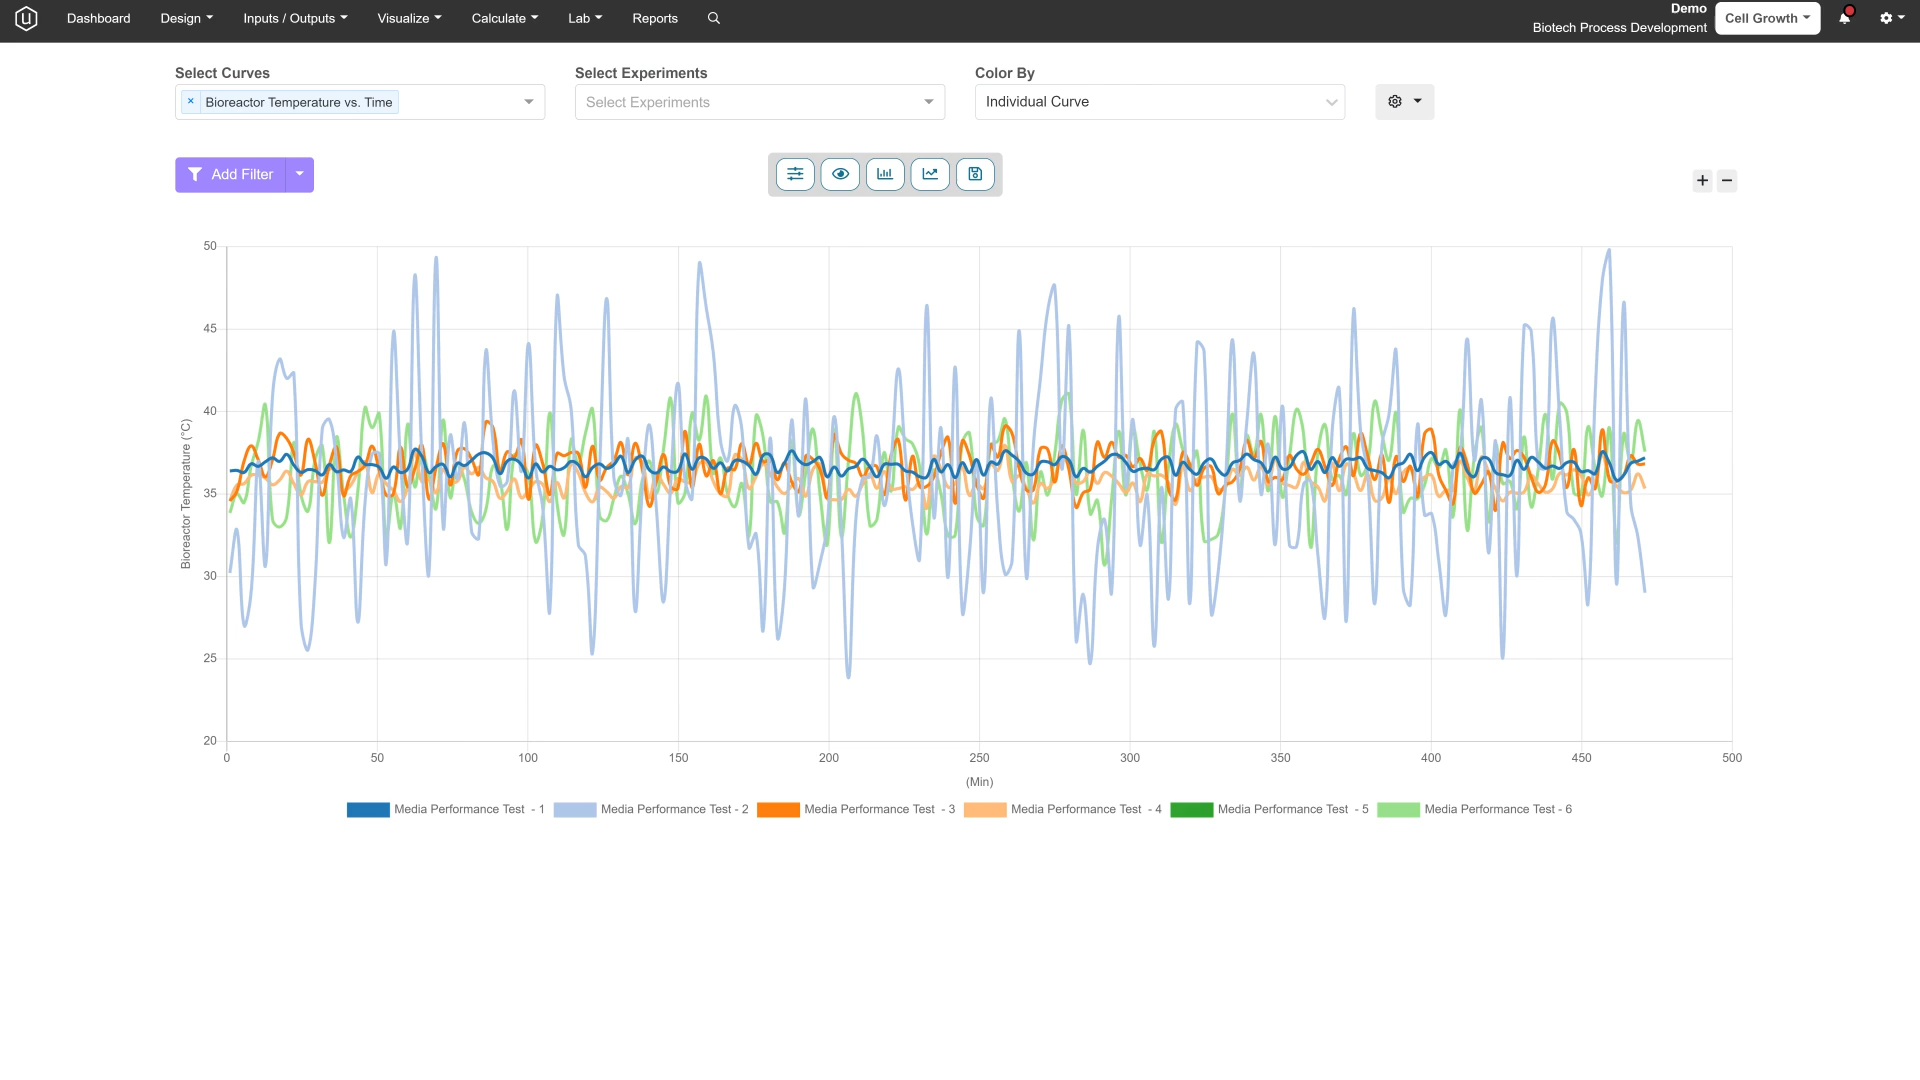 Dashboard Design Inputs / Outputs Visualize Calculate Lab Reports
Demo
Biotech Process Development
Cell Growth
Select Curves
× Bioreactor Temperature vs. Time
Select Experiments
Select Experiments
Color By
Individual Curve
Add Filter
+ −
Bioreactor Temperature (°C)
50
45
40
35
30
25
20
0 50 100 150 200 250 300 350 400 450 500
(Min)
Media Performance Test - 1 Media Performance Test - 2 Media Performance Test - 3 Media Performance Test - 4 Media Performance Test - 5 Media Performance Test - 6